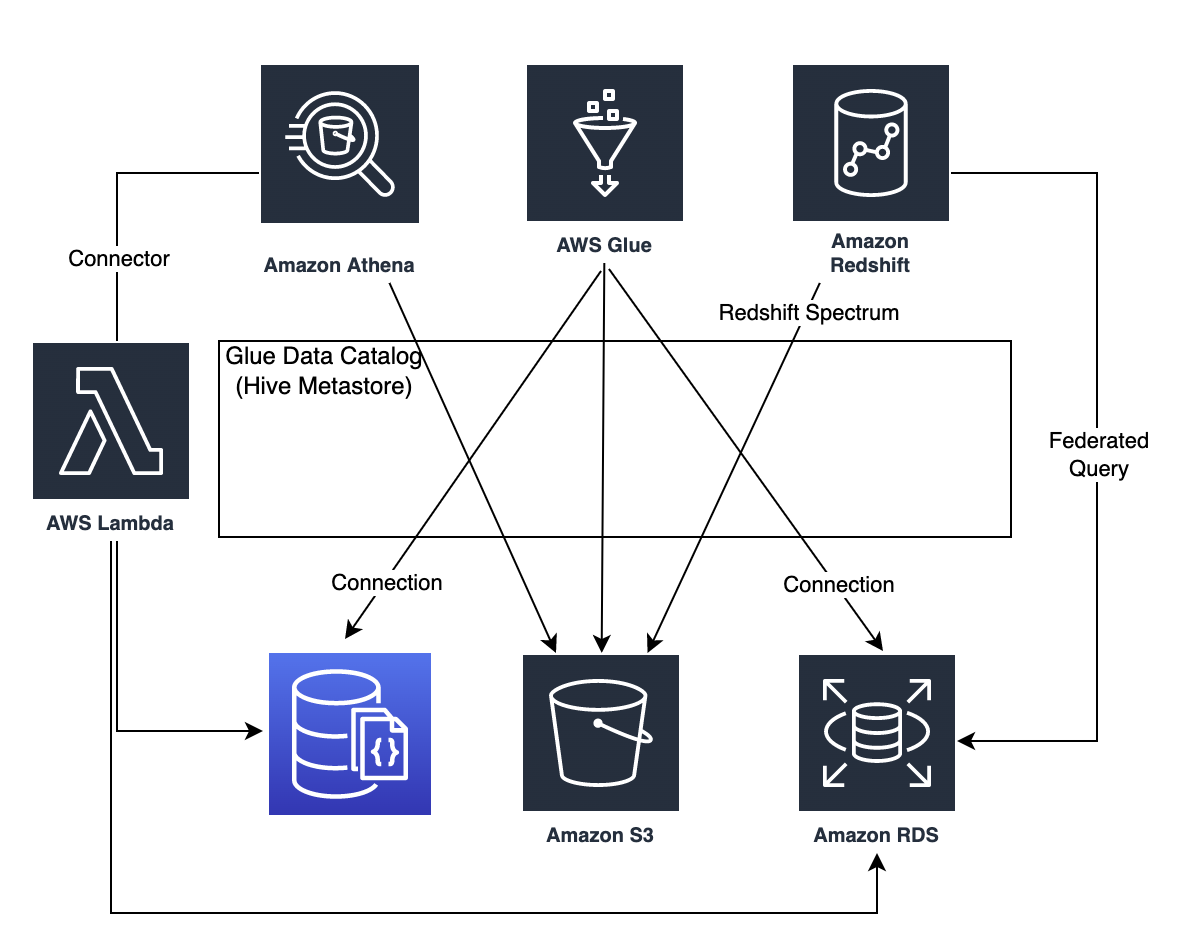 Amazon Athena
AWS Glue
Amazon
Redshift
Connector
Redshift Spectrum
Glue Data Catalog
(Hive Metastore)
Federated
Query
AWS Lambda
Connection
Connection
{}
Amazon S3
Amazon RDS